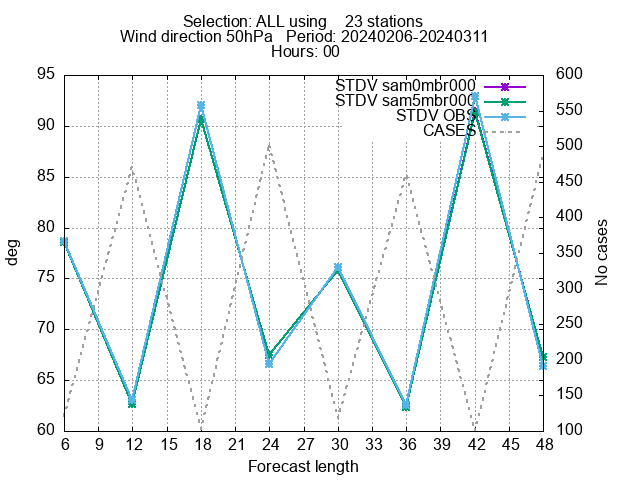 Selection: ALL using 23 stations
Wind direction 50hPa Period: 20240206-20240311
Hours: 00
95
90
85
80
75
70
65
60
600
550
500
450
400
350
300
250
200
150
100
STDV sam0mbr000
STDV sam5mbr000
STDV OBS
CASES
deg
No cases
6 9 12 15 18 21 24 27 30 33 36 39 42 45 48
Forecast length